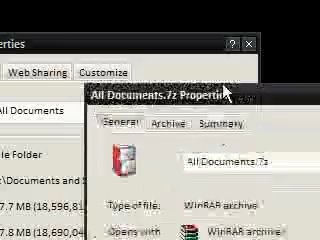 erties
Web Sharing Customize
All Documents
le Folder
:\Documents and S
7.7 MB (18,596,8
7.8 MB (18,690,04
All Documents.7z Properties
General Archive Summary
All Documents.7z
Type of file: WinRAR archive
Opens with WinRAR archive